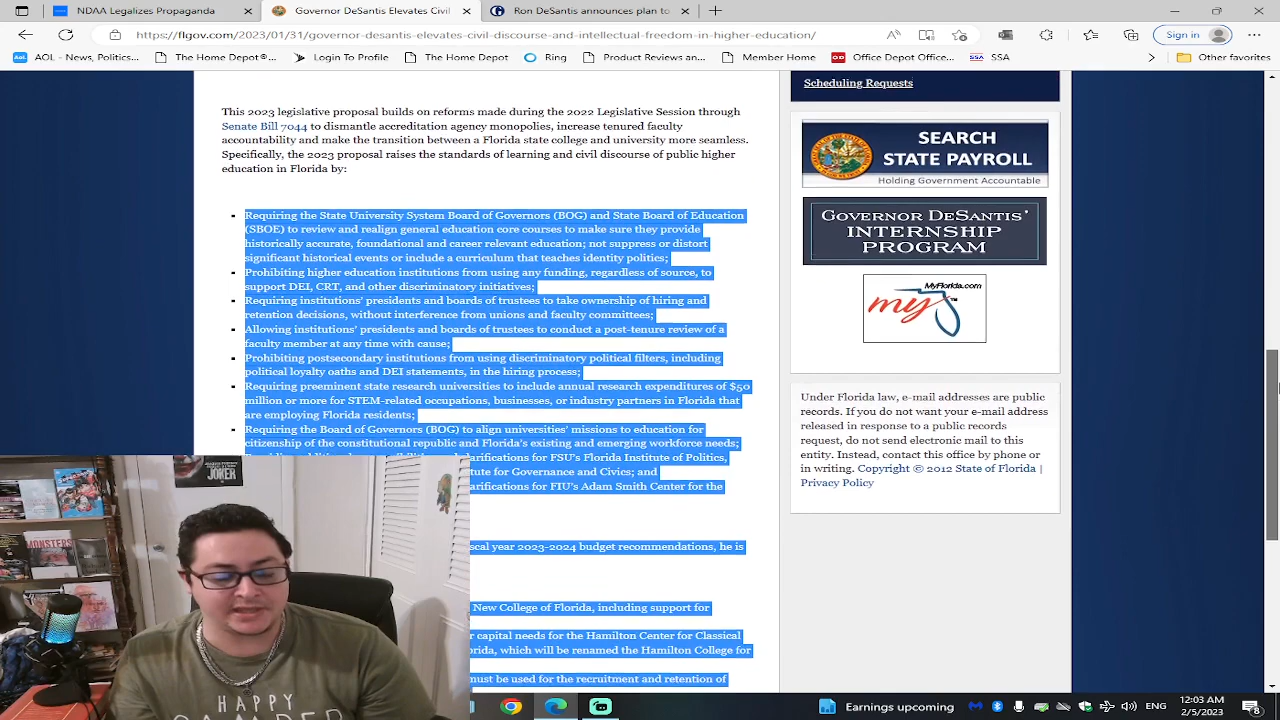 NDAA Legalizes Propaganda
Governor DeSantis Elevates Civil
Ron DeSantis Places Plans to
https://flgov.com/2023/01/31/governor-desantis-elevates-civil-discourse-and-intellectual-freedom-in-higher-education/
Sign in
AOL - News, Politics
The Home Depot®...
Login To Profile
The Home Depot
Ring
Product Reviews an...
Member Home
Office Depot Office...
SSA
Other favorites
This 2023 legislative proposal builds on reforms made during the 2022 Legislative Session through
Senate Bill 7044 to dismantle accreditation agency monopolies, increase tenured faculty
accountability and make the transition between a Florida state college and university more seamless.
Specifically, the 2023 proposal raises the standards of learning and civil discourse of public higher
education in Florida by:
Requiring the State University System Board of Governors (BOG) and State Board of Education
(SBOE) to review and realign general education core courses to make sure they provide
historically accurate, foundational and career relevant education; not suppress or distort
significant historical events or include a curriculum that teaches identity politics;
Prohibiting higher education institutions from using any funding, regardless of source, to
support DEI, CRT, and other discriminatory initiatives;
Requiring institutions' presidents and boards of trustees to take ownership of hiring and
retention decisions, without interference from unions and faculty committees;
Allowing institutions' presidents and boards of trustees to conduct a post-tenure review of a
faculty member at any time with cause;
Prohibiting postsecondary institutions from using discriminatory political filters, including
political loyalty oaths and DEI statements, in the hiring process;
Requiring preeminent state research universities to include annual research expenditures of $50
million or more for STEM-related occupations, businesses, or industry partners in Florida that
are employing Florida residents;
Requiring the Board of Governors (BOG) to align universities' missions to education for
citizenship of the constitutional republic and Florida's existing and emerging workforce needs;
clarifications for FSU's Florida Institute of Politics,
for Governance and Civics; and
clarifications for FIU's Adam Smith Center for the
fiscal year 2023-2024 budget recommendations, he is
New College of Florida, including support for
capital needs for the Hamilton Center for Classical
which will be renamed the Hamilton College for
must be used for the recruitment and retention of
Scheduling Requests
SEARCH
STATE PAYROLL
Holding Government Accountable
GOVERNOR DESANTIS'
INTERNSHIP
PROGRAM
MyFlorida.com
my
Under Florida law, e-mail addresses are public
records. If you do not want your e-mail address
released in response to a public records
request, do not send electronic mail to this
entity. Instead, contact this office by phone or
in writing. Copyright © 2012 State of Florida |
Privacy Policy
JOKER
MONSTERS
HAPPY
Earnings upcoming
ENG
12:03 AM
2/5/2023